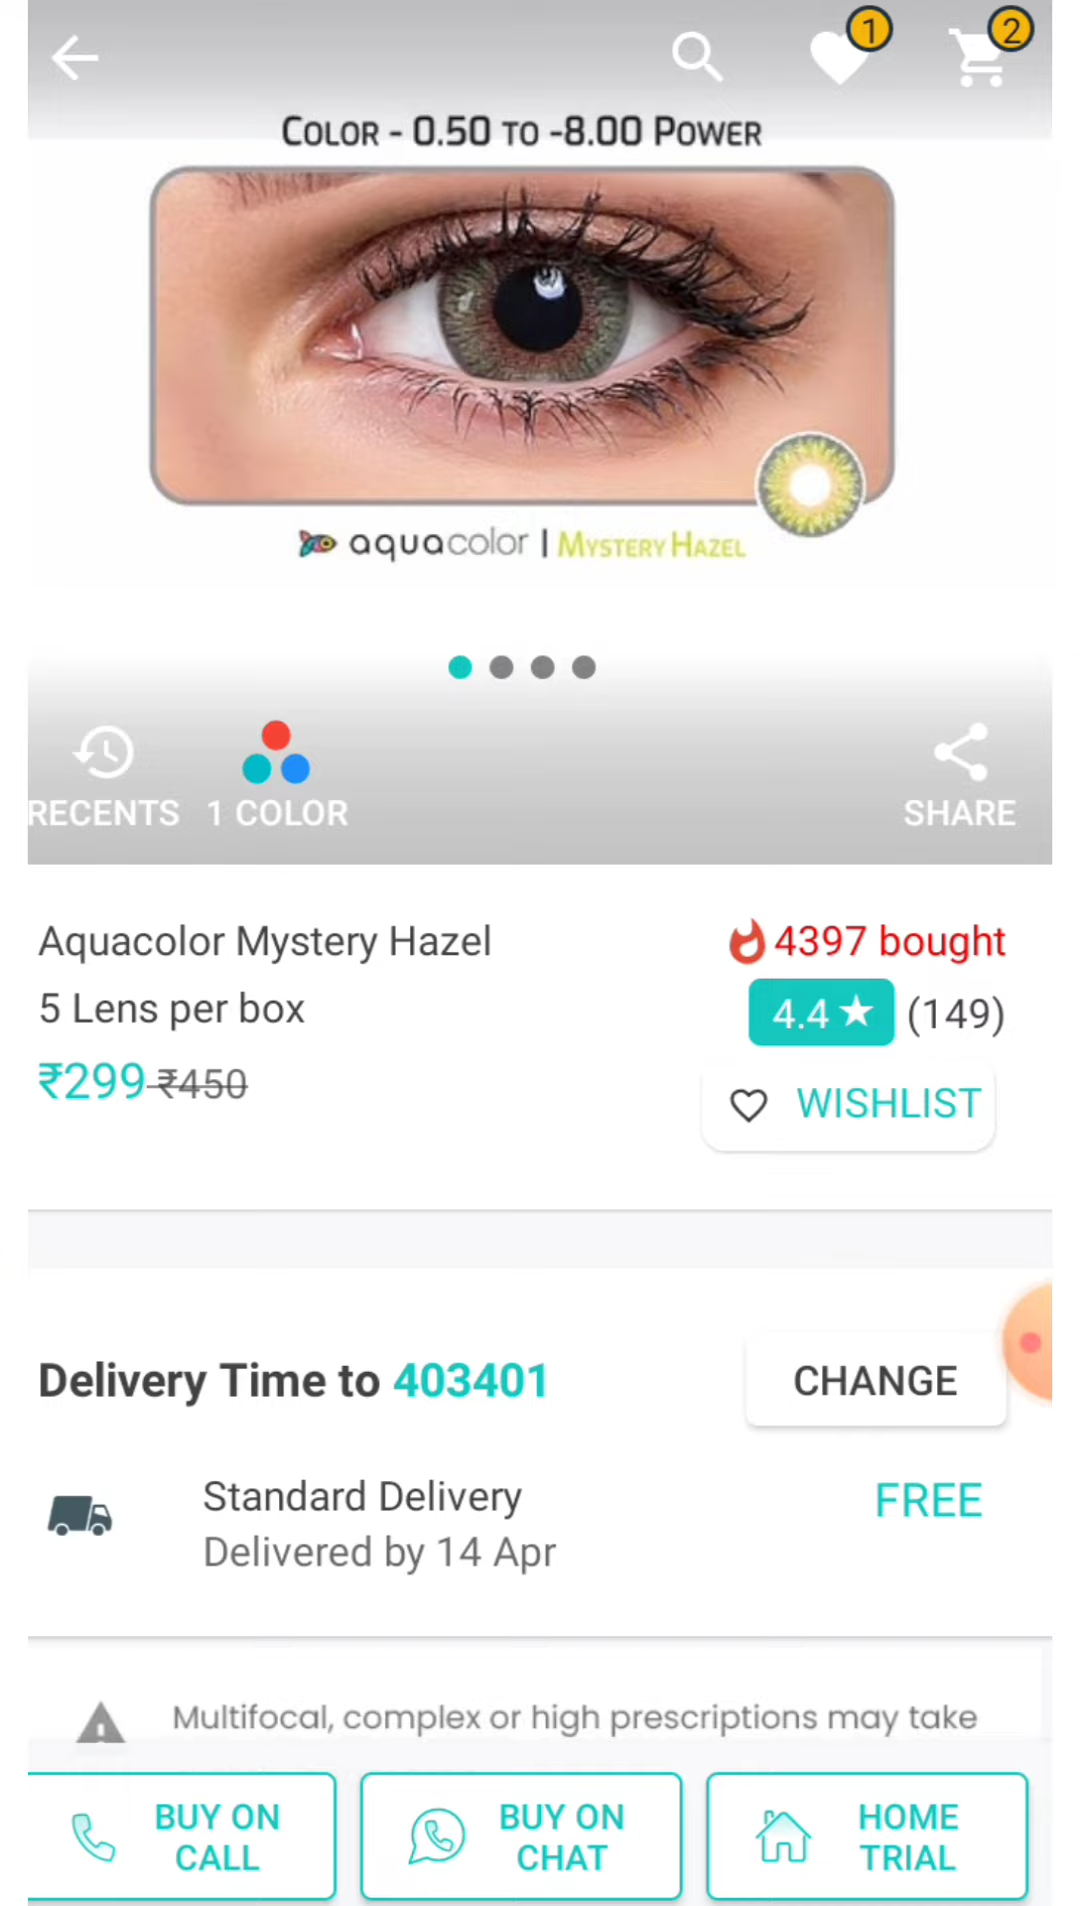 1
2
COLOR - 0.50 TO -8.00 POWER
aquacolor | MYSTERY HAZEL
RECENTS
1 COLOR
SHARE
Aquacolor Mystery Hazel
4397 bought
5 Lens per box
4.4 ★ (149)
₹299 ₹450
WISHLIST
Delivery Time to 403401
CHANGE
Standard Delivery
FREE
Delivered by 14 Apr
Multifocal, complex or high prescriptions may take
BUY ON
CALL
BUY ON
CHAT
HOME
TRIAL